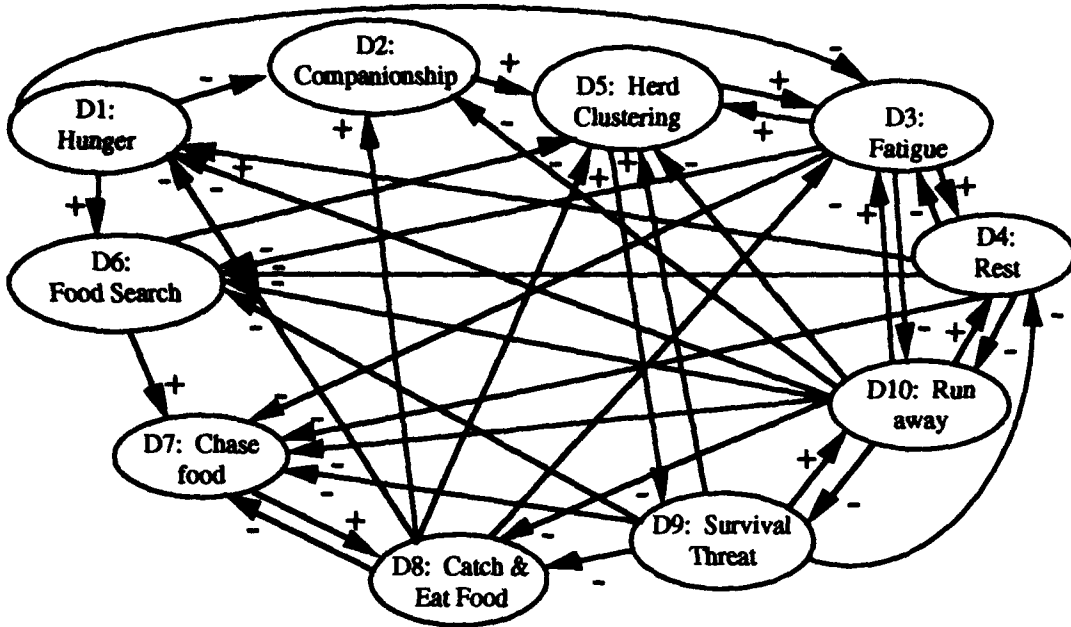 D2:
Companionship
D5: Herd
Clustering
D1:
Hunger
D3:
Fatigue
D4:
Rest
D6:
Food Search
D10: Run
away
D7: Chase
food
D9: Survival
Threat
D8: Catch &
Eat Food